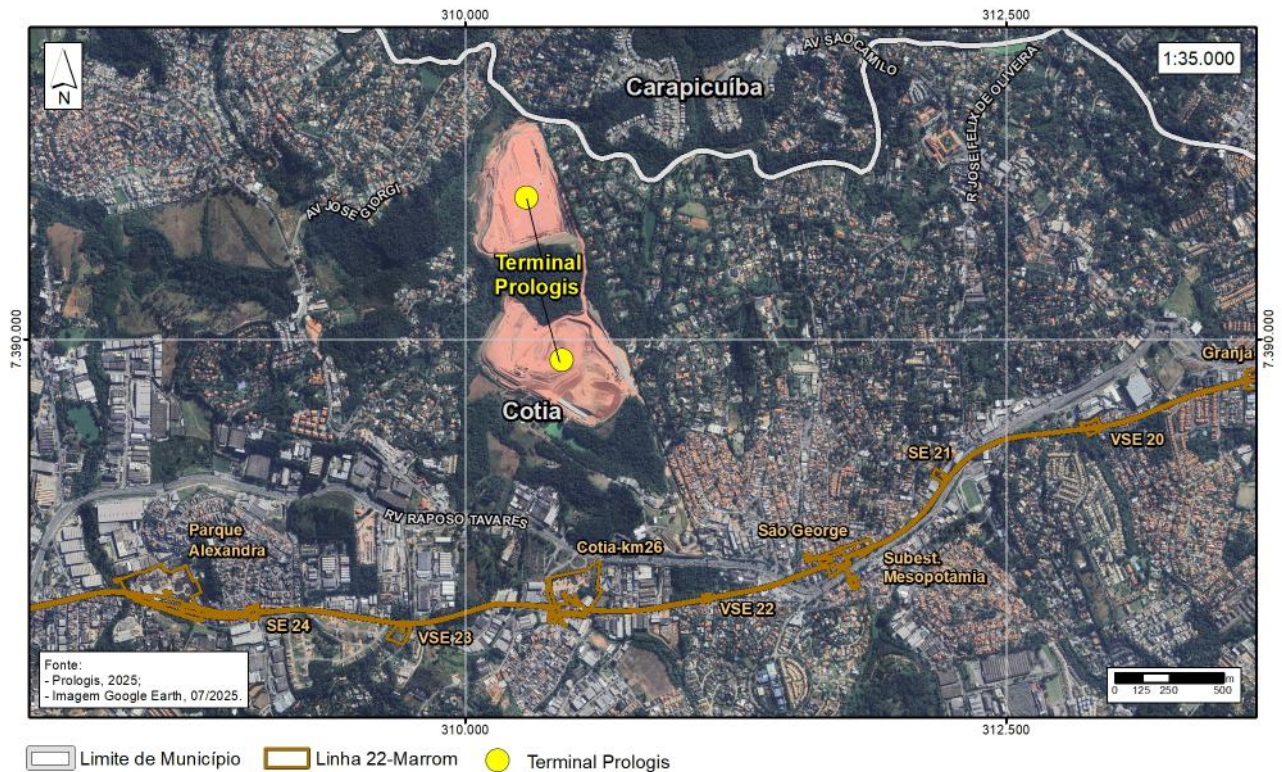 310.000
312.500
N
1:35.000
AV SÃO CAMILO
Carapicuíba
R JOSE FELIX DE OLIVEIRA
AV JOSE GIORGI
Terminal
Prologis
7.390.000
7.390.000
Granja
Cotia
VSE 20
SE 21
RV RAPOSO TAVARES
São George
Parque
Alexandra
Cotia-km26
Subest.
Mesopotâmia
VSE 22
SE 24
VSE 23
Fonte:
- Prologis, 2025;
- Imagem Google Earth, 07/2025.
m
0 125 250 500
310.000
312.500
Limite de Município
Linha 22-Marrom
Terminal Prologis